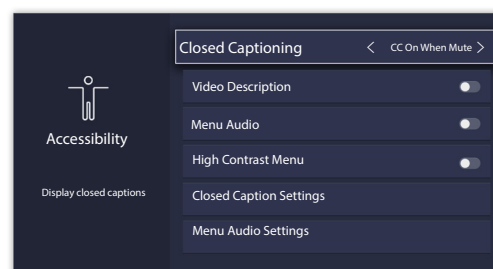 Accessibility
Display closed captions
Closed Captioning < CC On When Mute >
Video Description
Menu Audio
High Contrast Menu
Closed Caption Settings
Menu Audio Settings